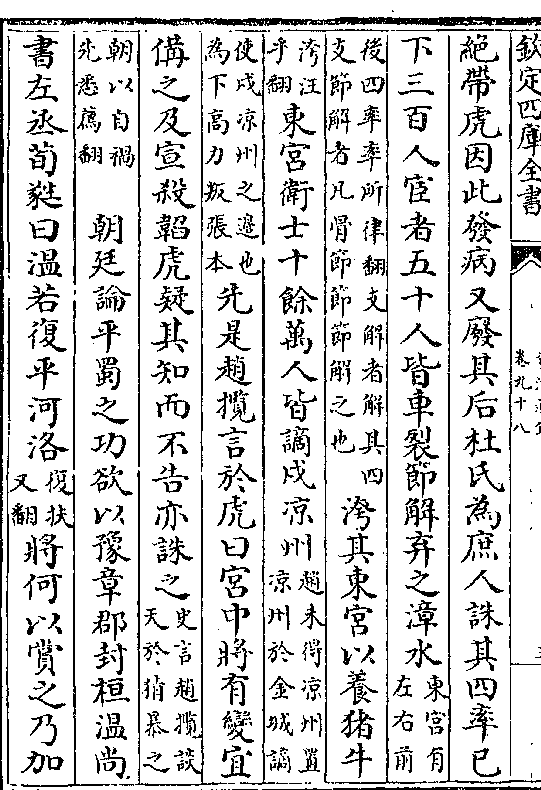 欽定四庫全書
卷九十八
絕帶虎因此發病又廢其后杜氏為庶人誅其四率已
下三百人宦者五十人皆車裂節解弃之漳水東宮有左右前
後四率率所律翻支解者解其四支節解者凡骨節節節解之也洿其東宮以養猪牛
洿汪乎翻東宮衛士十餘萬人皆謫戍凉州趙未得凉州置凉州於金城謫
使戍凉州之邊也為下高力叛張本先是趙攬言於虎曰宮中將有變宜
備之及宣殺韜虎疑其知而不告亦誅之史言趙攬談天於猜暴之
朝以自禍先悉薦翻 朝廷論平蜀之功欲以豫章郡封桓溫尚
書左丞荀蕤曰溫若復平河洛復扶又翻將何以賞之乃加